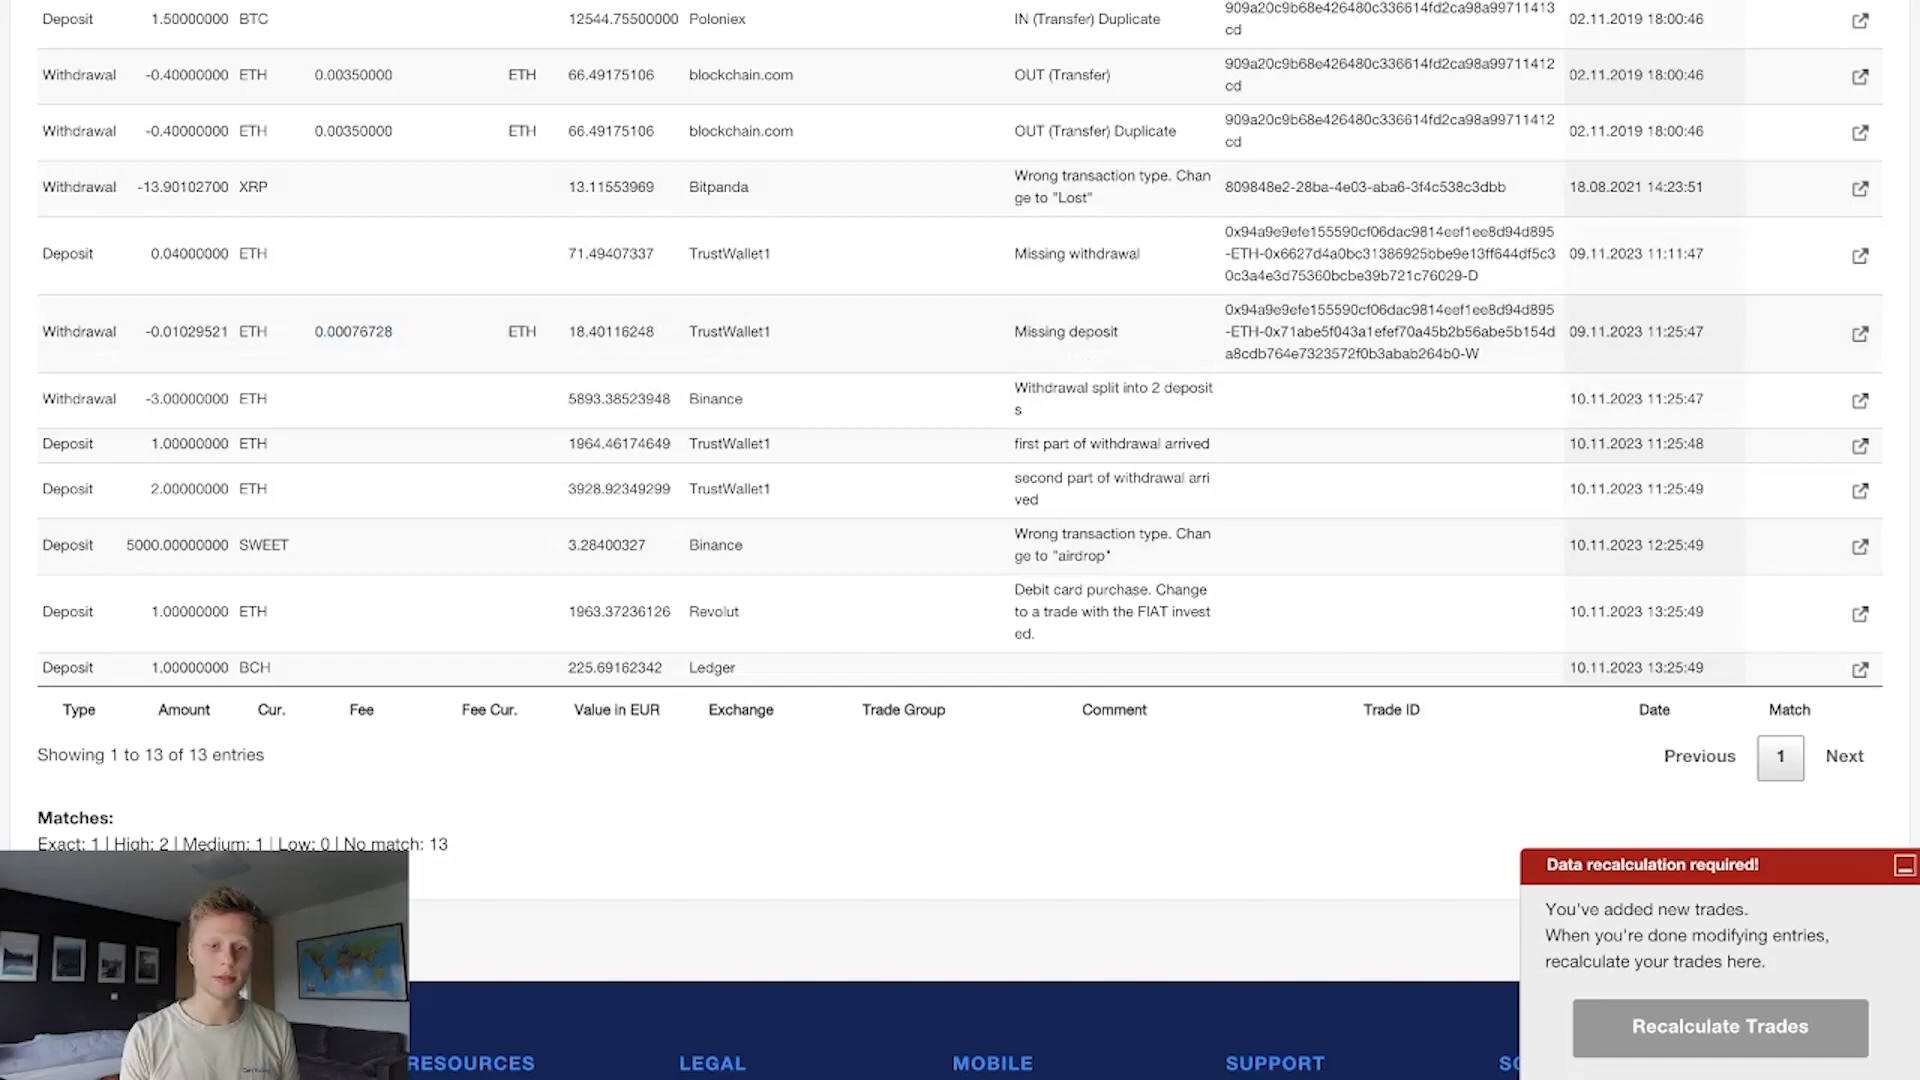 Deposit 1.50000000 BTC 12544.75500000 Poloniex IN (Transfer) Duplicate 909a20c9b68e426480c336614fd2ca98a99711413 02.11.2019 18:00:46
cd
Withdrawal -0.40000000 ETH 0.00350000 ETH 66.49175106 blockchain.com OUT (Transfer) 909a20c9b68e426480c336614fd2ca98a99711412 02.11.2019 18:00:46
cd
Withdrawal -0.40000000 ETH 0.00350000 ETH 66.49175106 blockchain.com OUT (Transfer) Duplicate 909a20c9b68e426480c336614fd2ca98a99711412 02.11.2019 18:00:46
cd
Withdrawal -13.90102700 XRP 13.11553969 Bitpanda Wrong transaction type. Chan 809848e2-28ba-4e03-aba6-3f4c538c3dbb 18.08.2021 14:23:51
ge to "Lost"
Deposit 0.04000000 ETH 71.49407337 TrustWallet1 Missing withdrawal 0x94a9e9efe155590cf06dac9814eef1ee8d94d895 09.11.2023 11:11:47
-ETH-0x6627d4a0bc31386925bbe9e13ff644df5c3
0c3a4e3d75360bcbe39b721c76029-D
Withdrawal -0.01029521 ETH 0.00076728 ETH 18.40116248 TrustWallet1 Missing deposit 0x94a9e9efe155590cf06dac9814eef1ee8d94d895 09.11.2023 11:25:47
-ETH-0x71abe5f043a1efef70a45b2b56abe5b154d
a8cdb764e7323572f0b3abab264b0-W
Withdrawal -3.00000000 ETH 5893.38523948 Binance Withdrawal split into 2 deposit 10.11.2023 11:25:47
s
Deposit 1.00000000 ETH 1964.46174649 TrustWallet1 first part of withdrawal arrived 10.11.2023 11:25:48
Deposit 2.00000000 ETH 3928.92349299 TrustWallet1 second part of withdrawal arri 10.11.2023 11:25:49
ved
Deposit 5000.00000000 SWEET 3.28400327 Binance Wrong transaction type. Chan 10.11.2023 12:25:49
ge to "airdrop"
Deposit 1.00000000 ETH 1963.37236126 Revolut Debit card purchase. Change 10.11.2023 13:25:49
to a trade with the FIAT invest
ed.
Deposit 1.00000000 BCH 225.69162342 Ledger 10.11.2023 13:25:49
Type Amount Cur. Fee Fee Cur. Value in EUR Exchange Trade Group Comment Trade ID Date Match
Showing 1 to 13 of 13 entries
Previous 1 Next
Matches:
Exact: 1 | High: 2 | Medium: 1 | Low: 0 | No match: 13
Data recalculation required!
You've added new trades.
When you're done modifying entries,
recalculate your trades here.
Recalculate Trades
RESOURCES LEGAL MOBILE SUPPORT